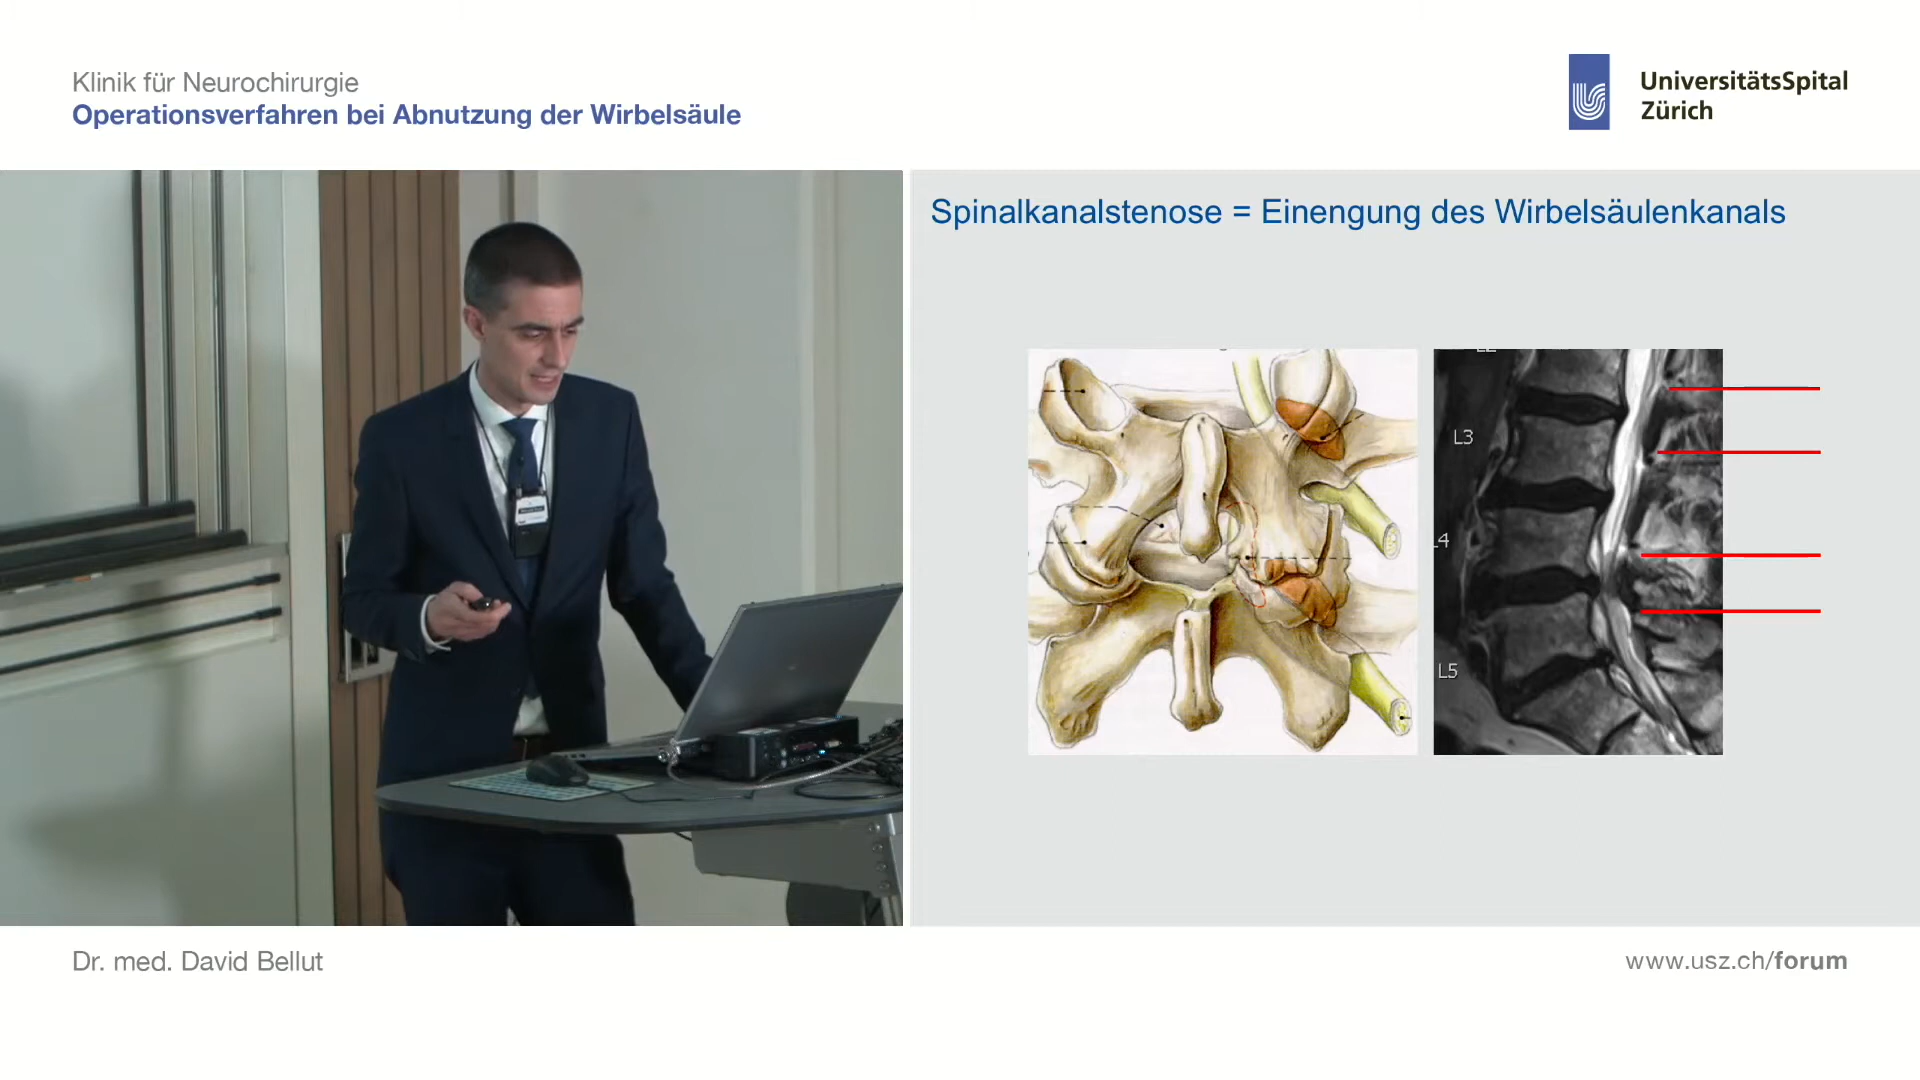 Klinik für Neurochirurgie
Operationsverfahren bei Abnutzung der Wirbelsäule
UniversitätsSpital
Zürich
Spinalkanalstenose = Einengung des Wirbelsäulenkanals
L3
L4
L5
Dr. med. David Bellut
www.usz.ch/forum